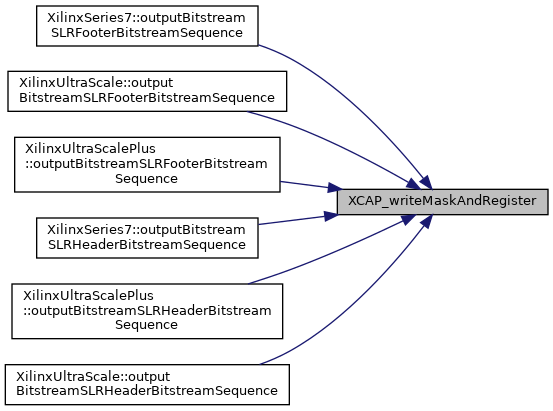 XilinxSeries7::outputBitstream
SLRFooterBitstreamSequence
XilinxUltraScale::output
BitstreamSLRFooterBitstreamSequence
XilinxUltraScalePlus
::outputBitstreamSLRFooterBitstream
Sequence
XilinxSeries7::outputBitstream
SLRHeaderBitstreamSequence
XilinxUltraScalePlus
::outputBitstreamSLRHeaderBitstream
Sequence
XilinxUltraScale::output
BitstreamSLRHeaderBitstreamSequence
XCAP_writeMaskAndRegister